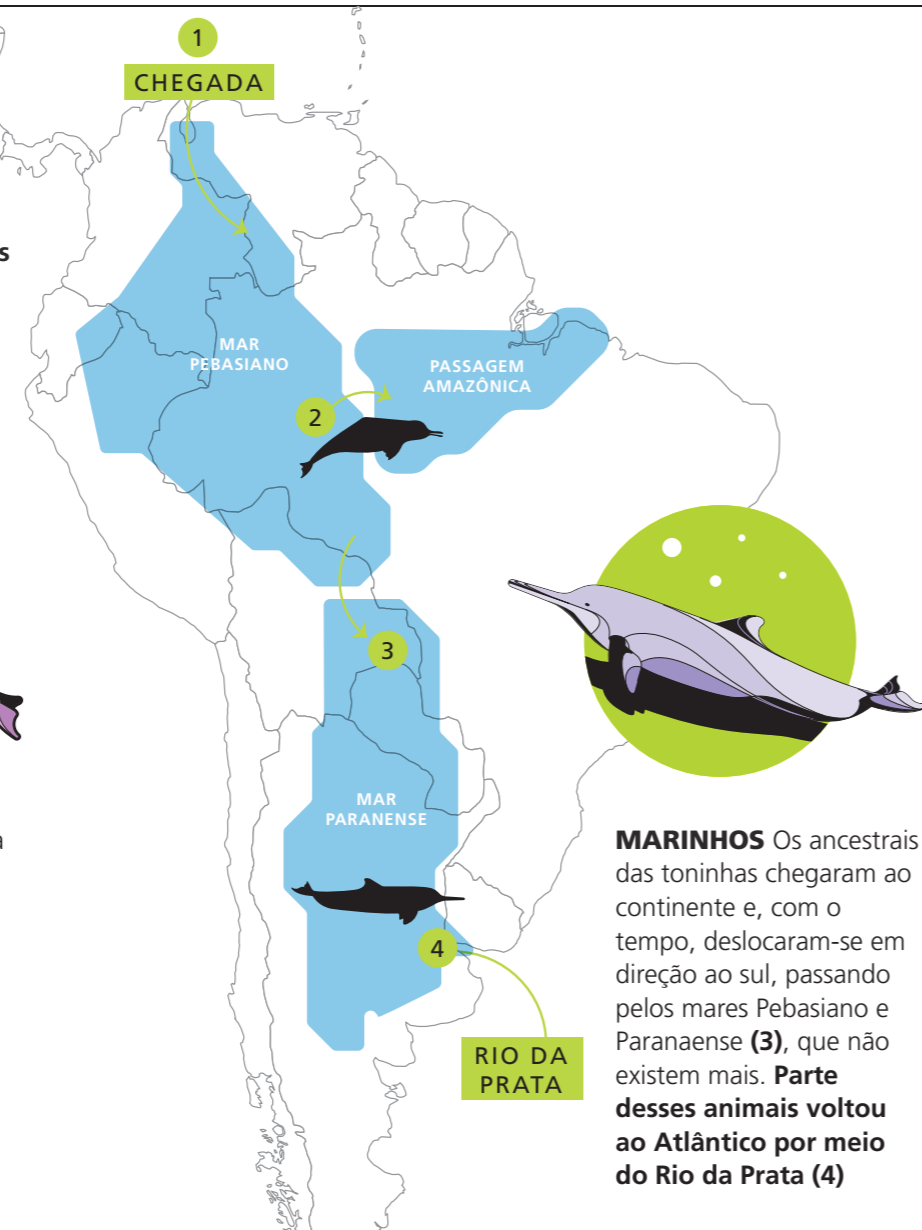 1
CHEGADA
s
MAR
PEBASIANO
PASSAGEM
AMAZÔNICA
2
3
MAR
PARANENSE
a
4
RIO DA
PRATA
MARINHOS Os ancestrais
das toninhas chegaram ao
continente e, com o
tempo, deslocaram-se em
direção ao sul, passando
pelos mares Pebasiano e
Paranaense (3), que não
existem mais. Parte
desses animais voltou
ao Atlântico por meio
do Rio da Prata (4)